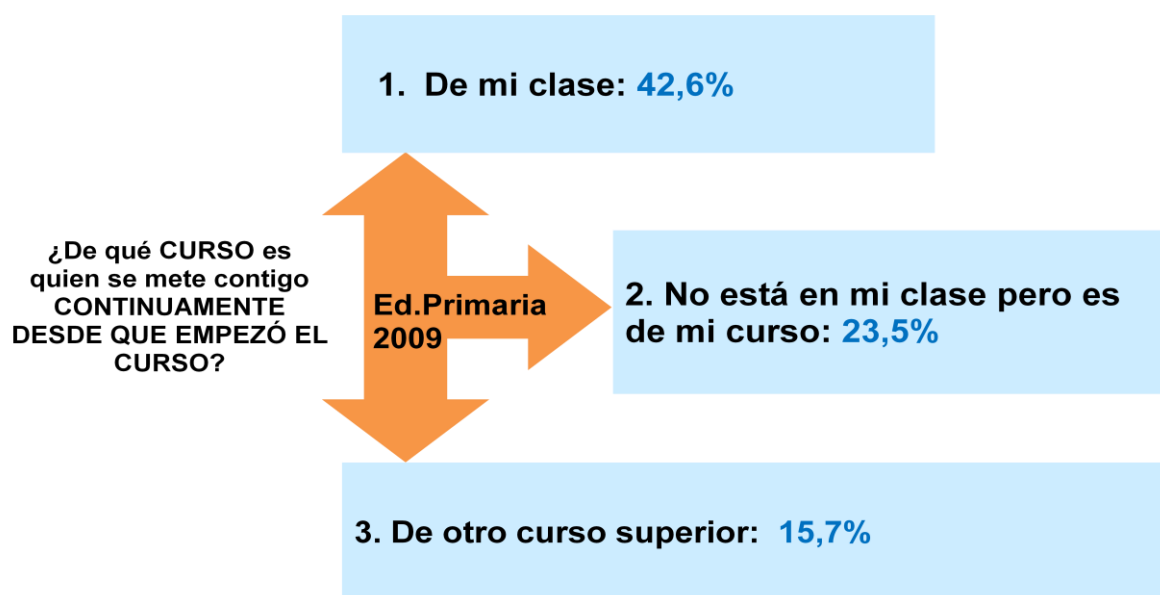 1. De mi clase: 42,6%
¿De qué CURSO es
quien se mete contigo
CONTINUAMENTE
DESDE QUE EMPEZÓ EL
CURSO?
Ed.Primaria
2009
2. No está en mi clase pero es
de mi curso: 23,5%
3. De otro curso superior: 15,7%